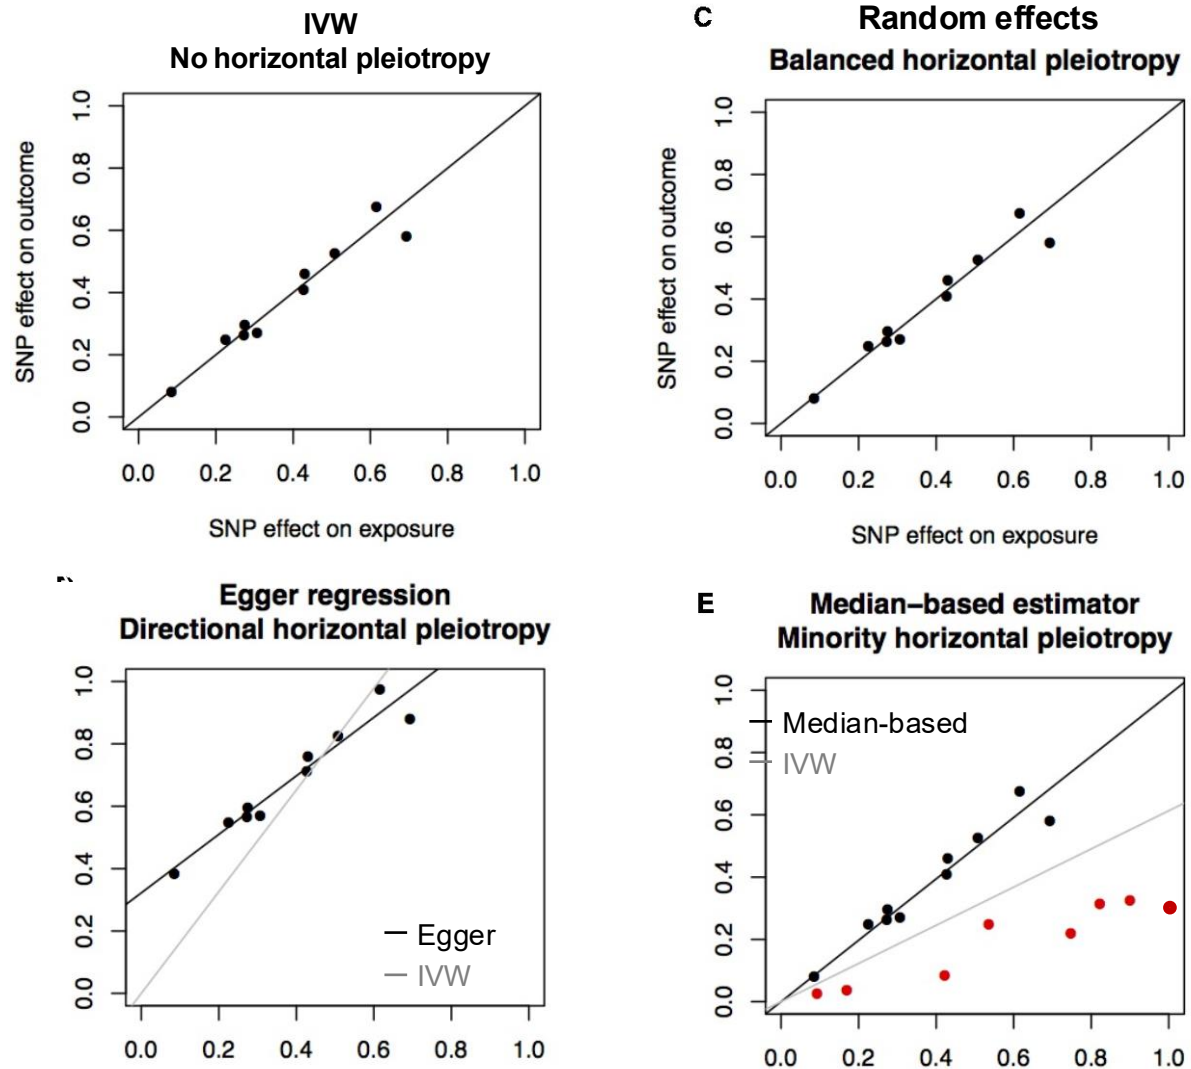 IVW
No horizontal pleiotropy
SNP effect on outcome
1.0
0.8
0.6
0.4
0.2
0.0
0.0 0.2 0.4 0.6 0.8 1.0
SNP effect on exposure
C
Random effects
Balanced horizontal pleiotropy
SNP effect on outcome
1.0
0.8
0.6
0.4
0.2
0.0
0.0 0.2 0.4 0.6 0.8 1.0
SNP effect on exposure
Egger regression
Directional horizontal pleiotropy
1.0
0.8
0.6
0.4
0.2
0.0
Egger
IVW
0.0 0.2 0.4 0.6 0.8 1.0
E
Median–based estimator
Minority horizontal pleiotropy
1.0
0.8
0.6
0.4
0.2
0.0
Median-based
IVW
0.0 0.2 0.4 0.6 0.8 1.0